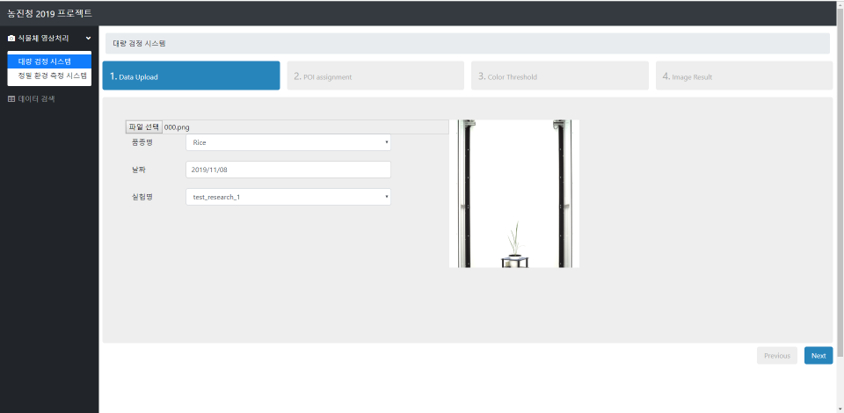 농진청 2019 프로젝트
식물체 영상처리
대량 검정 시스템
정밀 환경 측정 시스템
데이터 검색
대량 검정 시스템
1. Data Upload
2. POI assignment
3. Color Threshold
4. Image Result
파일 선택 000.png
품종명 Rice
날짜 2019/11/08
실험명 test_research_1
Previous Next